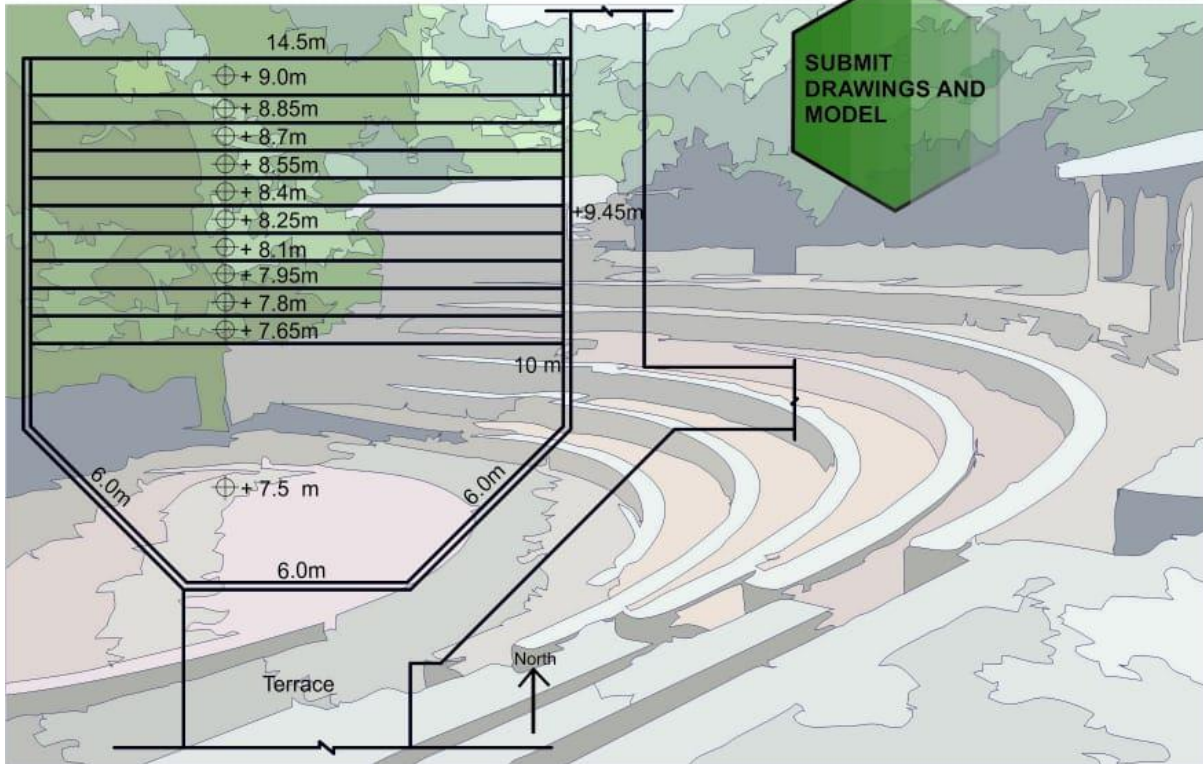 14.5m
SUBMIT
DRAWINGS AND
MODEL
+ 9.0m
+ 8.85m
+ 8.7m
+ 8.55m
+ 8.4m
+ 8.25m
+9.45m
+ 8.1m
+ 7.95m
+ 7.8m
+ 7.65m
10 m
6.0m
6.0m
+ 7.5 m
6.0m
North
Terrace